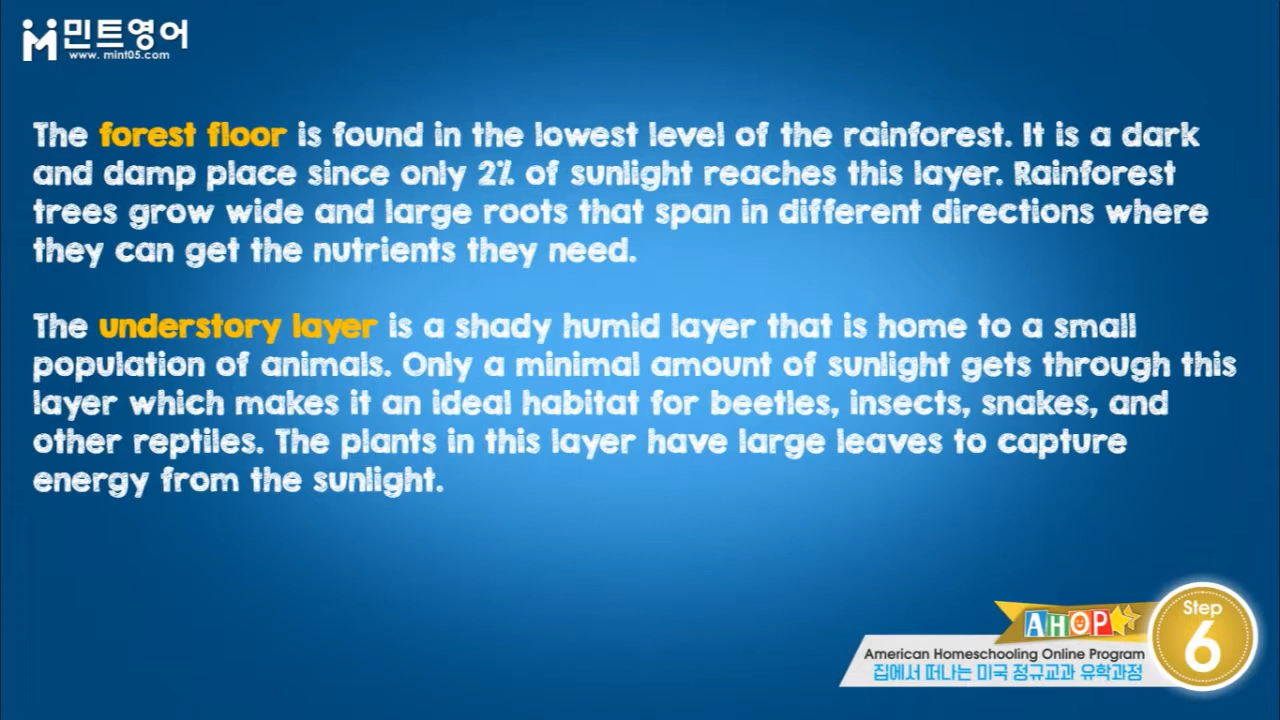 민트영어
www. mint05.com
The forest floor is found in the lowest level of the rainforest. It is a dark
and damp place since only 2% of sunlight reaches this layer. Rainforest
trees grow wide and large roots that span in different directions where
they can get the nutrients they need.
The understory layer is a shady humid layer that is home to a small
population of animals. Only a minimal amount of sunlight gets through this
layer which makes it an ideal habitat for beetles, insects, snakes, and
other reptiles. The plants in this layer have large leaves to capture
energy from the sunlight.
AHOP
Step
6
American Homeschooling Online Program
집에서 떠나는 미국 정규교과 유학과정